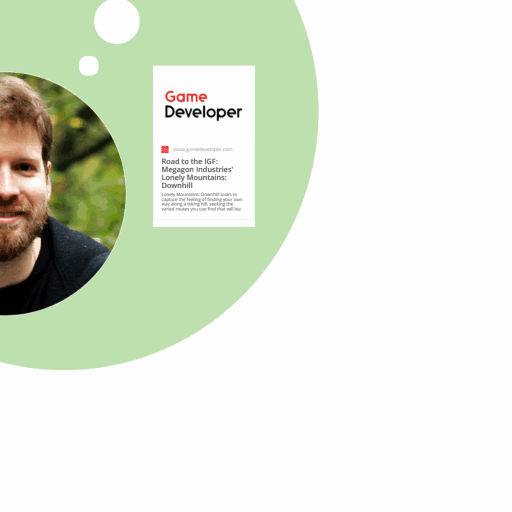 Game
Developer
www.gamedeveloper.com
Road to the IGF:
Megagon Industries'
Lonely Mountains:
Downhill
Lonely Mountains: Downhill looks to
capture the feeling of finding your own
way along a biking hill, seeking the
varied routes you can find that will lea